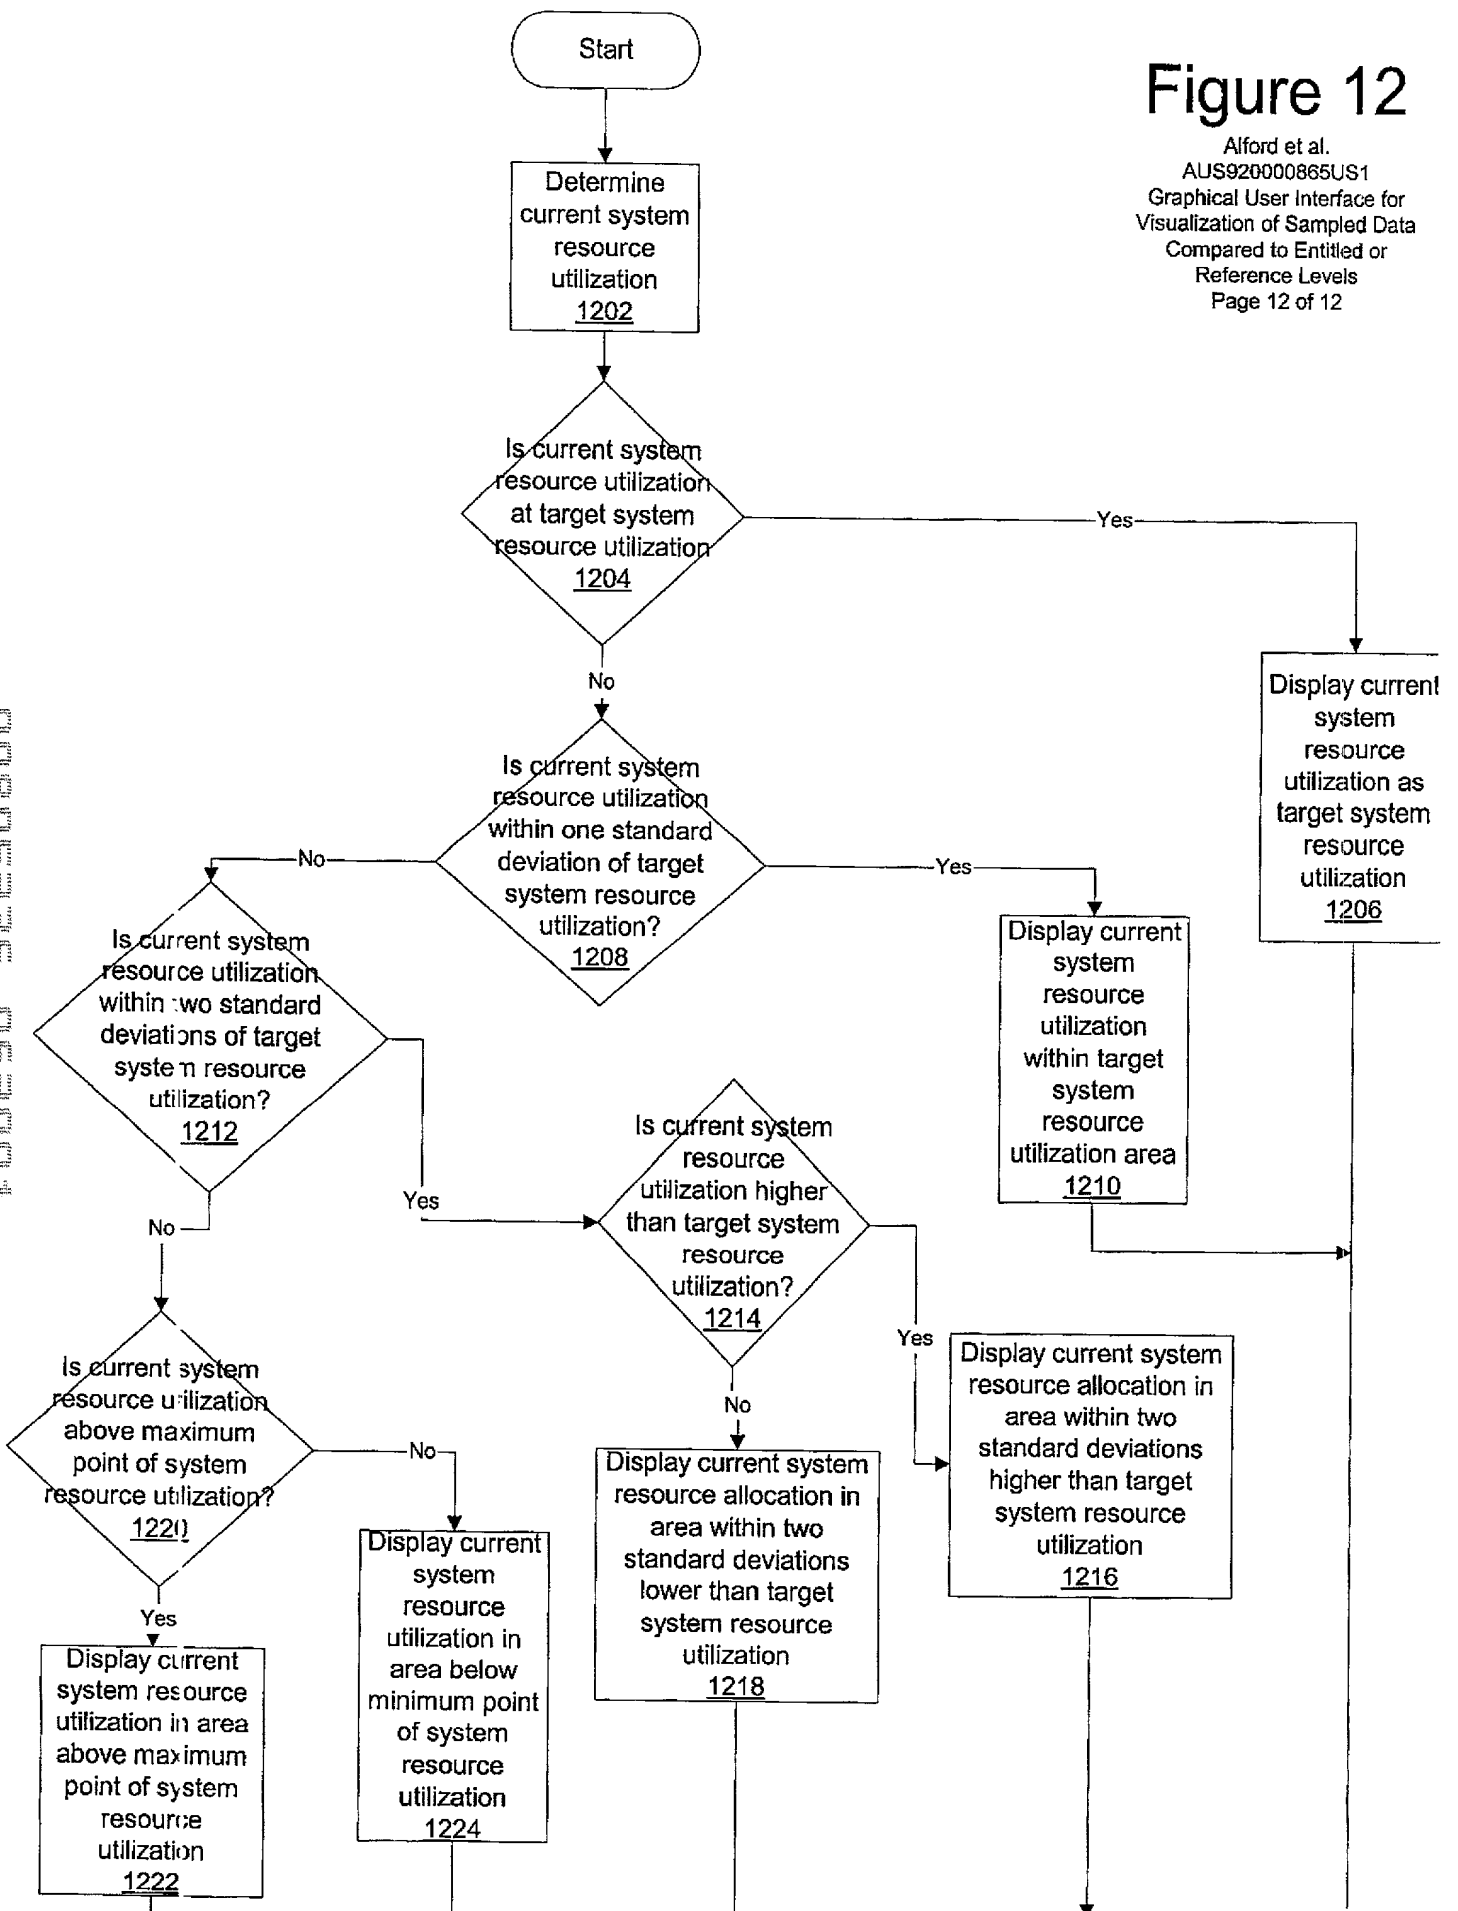 Start
Figure 12
Alford et al.
AUS920000865US1
Graphical User Interface for
Visualization of Sampled Data
Compared to Entitled or
Reference Levels
Page 12 of 12
Determine
current system
resource
utilization
1202
Is current system
resource utilization
at target system
resource utilization
1204
Yes
No
Display current
system
resource
utilization as
target system
resource
utilization
1206
Is current system
resource utilization
within one standard
deviation of target
system resource
utilization?
1208
No
Yes
Display current
system
resource
utilization
within target
system
resource
utilization area
1210
Is current system
resource utilization
within two standard
deviations of target
system resource
utilization?
1212
Yes
No
Is current system
resource
utilization higher
than target system
resource
utilization?
1214
Yes
No
Display current system
resource allocation in
area within two
standard deviations
higher than target
system resource
utilization
1216
Is current system
resource utilization
above maximum
point of system
resource utilization?
1220
No
Yes
Display current system
resource allocation in
area within two
standard deviations
lower than target
system resource
utilization
1218
Display current
system
resource
utilization in
area below
minimum point
of system
resource
utilization
1224
Display current
system resource
utilization in area
above maximum
point of system
resource
utilization
1222